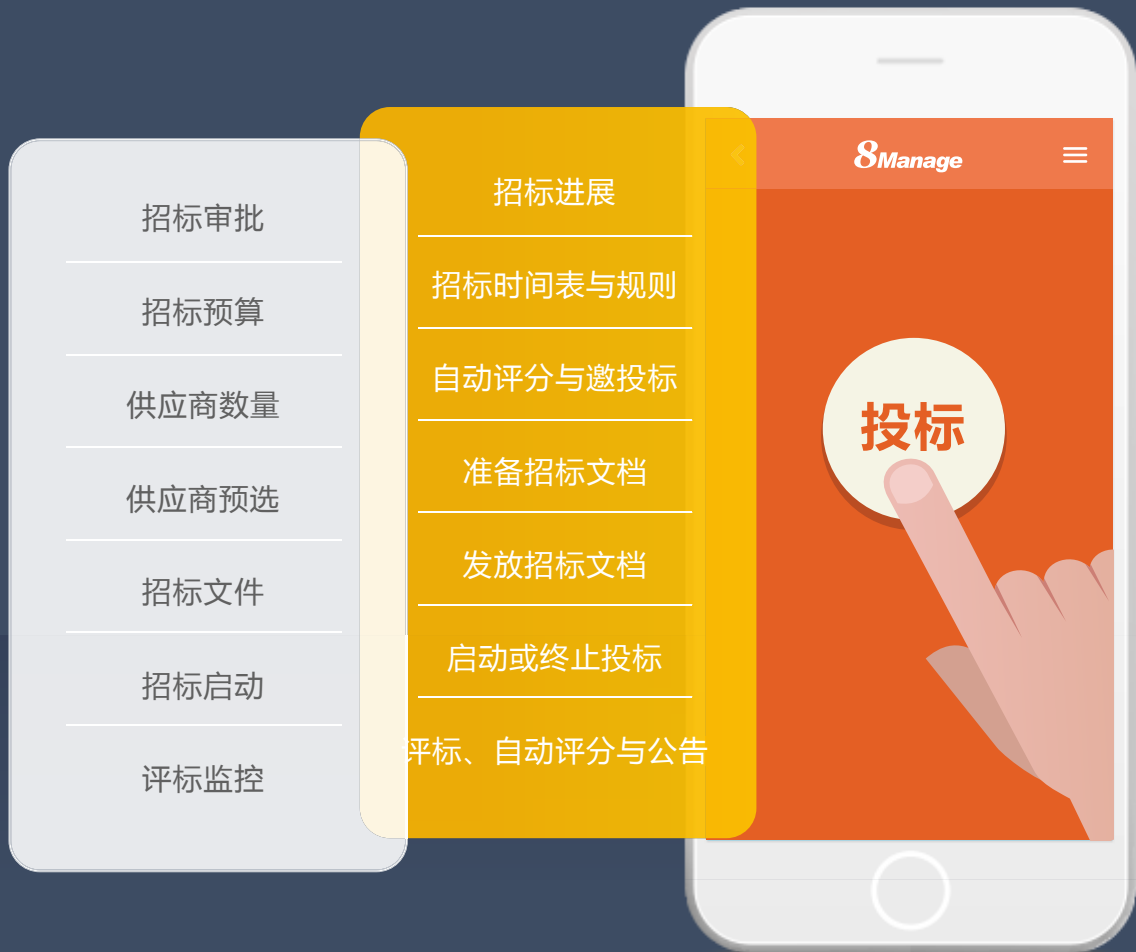 招标审批
招标预算
供应商数量
供应商预选
招标文件
招标启动
评标监控
招标进展
招标时间表与规则
自动评分与邀投标
准备招标文档
发放招标文档
启动或终止投标
评标、自动评分与公告
8Manage
投标